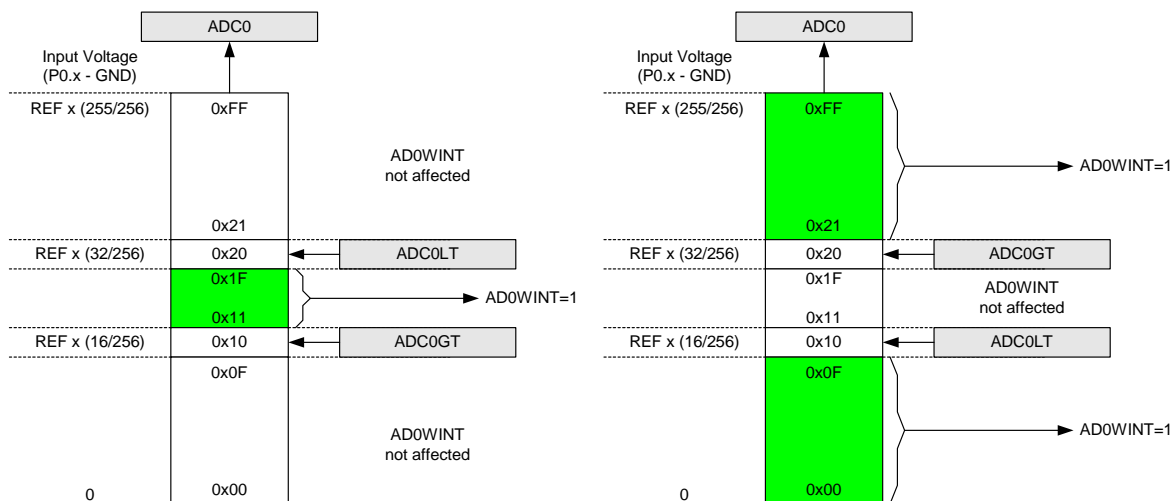 ADC0
Input Voltage
(P0.x - GND)
REF x (255/256)
0xFF
AD0WINT
not affected
0x21
REF x (32/256)
0x20
ADC0LT
0x1F
AD0WINT=1
0x11
REF x (16/256)
0x10
ADC0GT
0x0F
AD0WINT
not affected
0
0x00
ADC0
Input Voltage
(P0.x - GND)
REF x (255/256)
0xFF
AD0WINT=1
0x21
REF x (32/256)
0x20
ADC0GT
0x1F
AD0WINT
not affected
0x11
REF x (16/256)
0x10
ADC0LT
0x0F
AD0WINT=1
0
0x00